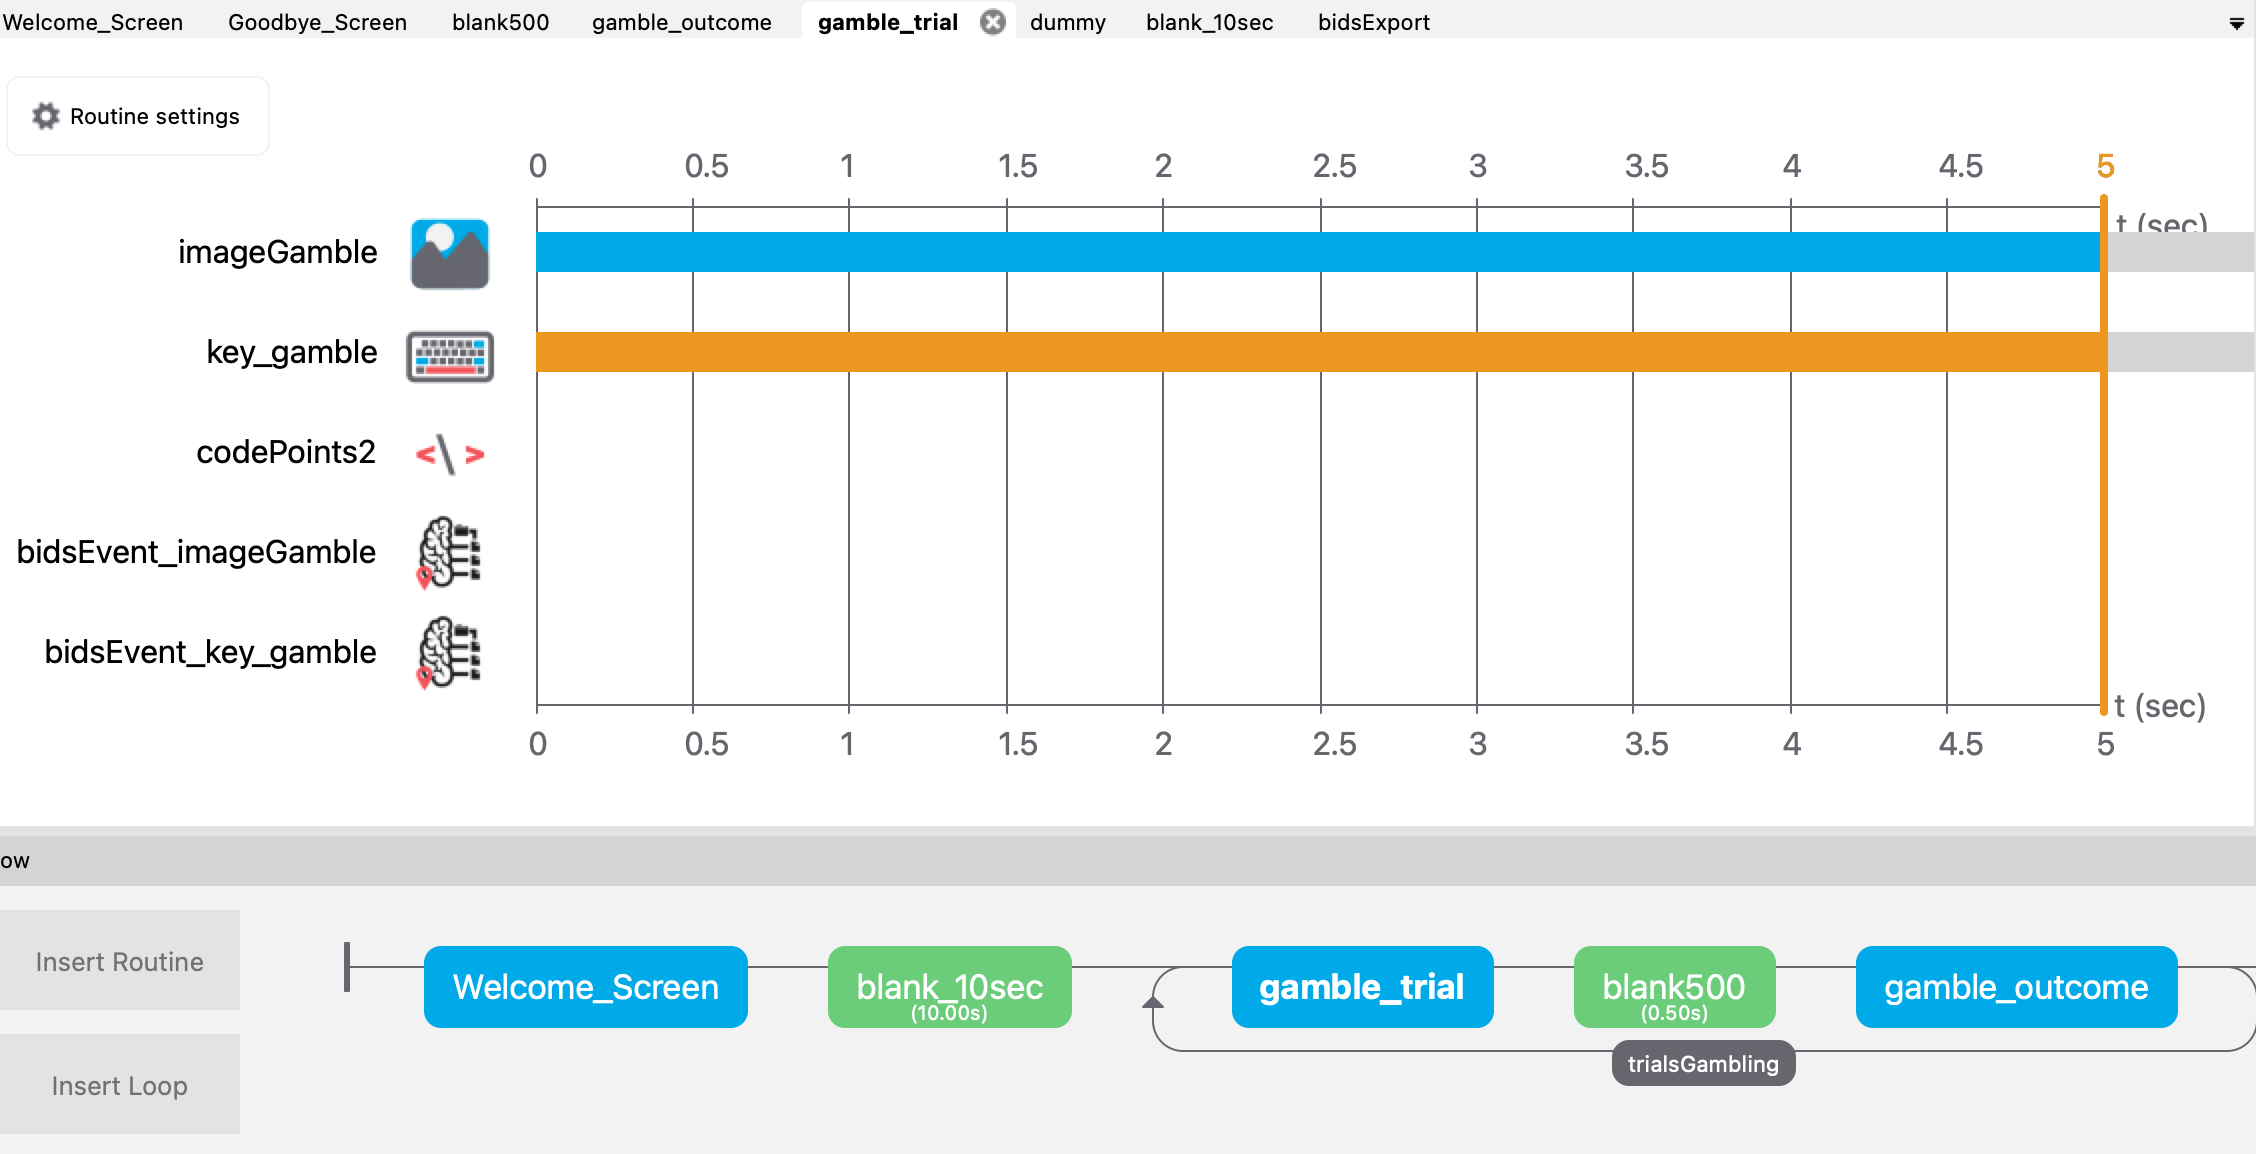 Welcome_Screen Goodbye_Screen blank500 gamble_outcome gamble_trial dummy blank_10sec bidsExport
Routine settings
0 0.5 1 1.5 2 2.5 3 3.5 4 4.5 5
t (sec)
imageGamble
key_gamble
codePoints2
bidsEvent_imageGamble
bidsEvent_key_gamble
t (sec)
0 0.5 1 1.5 2 2.5 3 3.5 4 4.5 5
ow
Insert Routine
Welcome_Screen blank_10sec gamble_trial blank500 gamble_outcome
(10.00s) (0.50s)
trialsGambling
Insert Loop